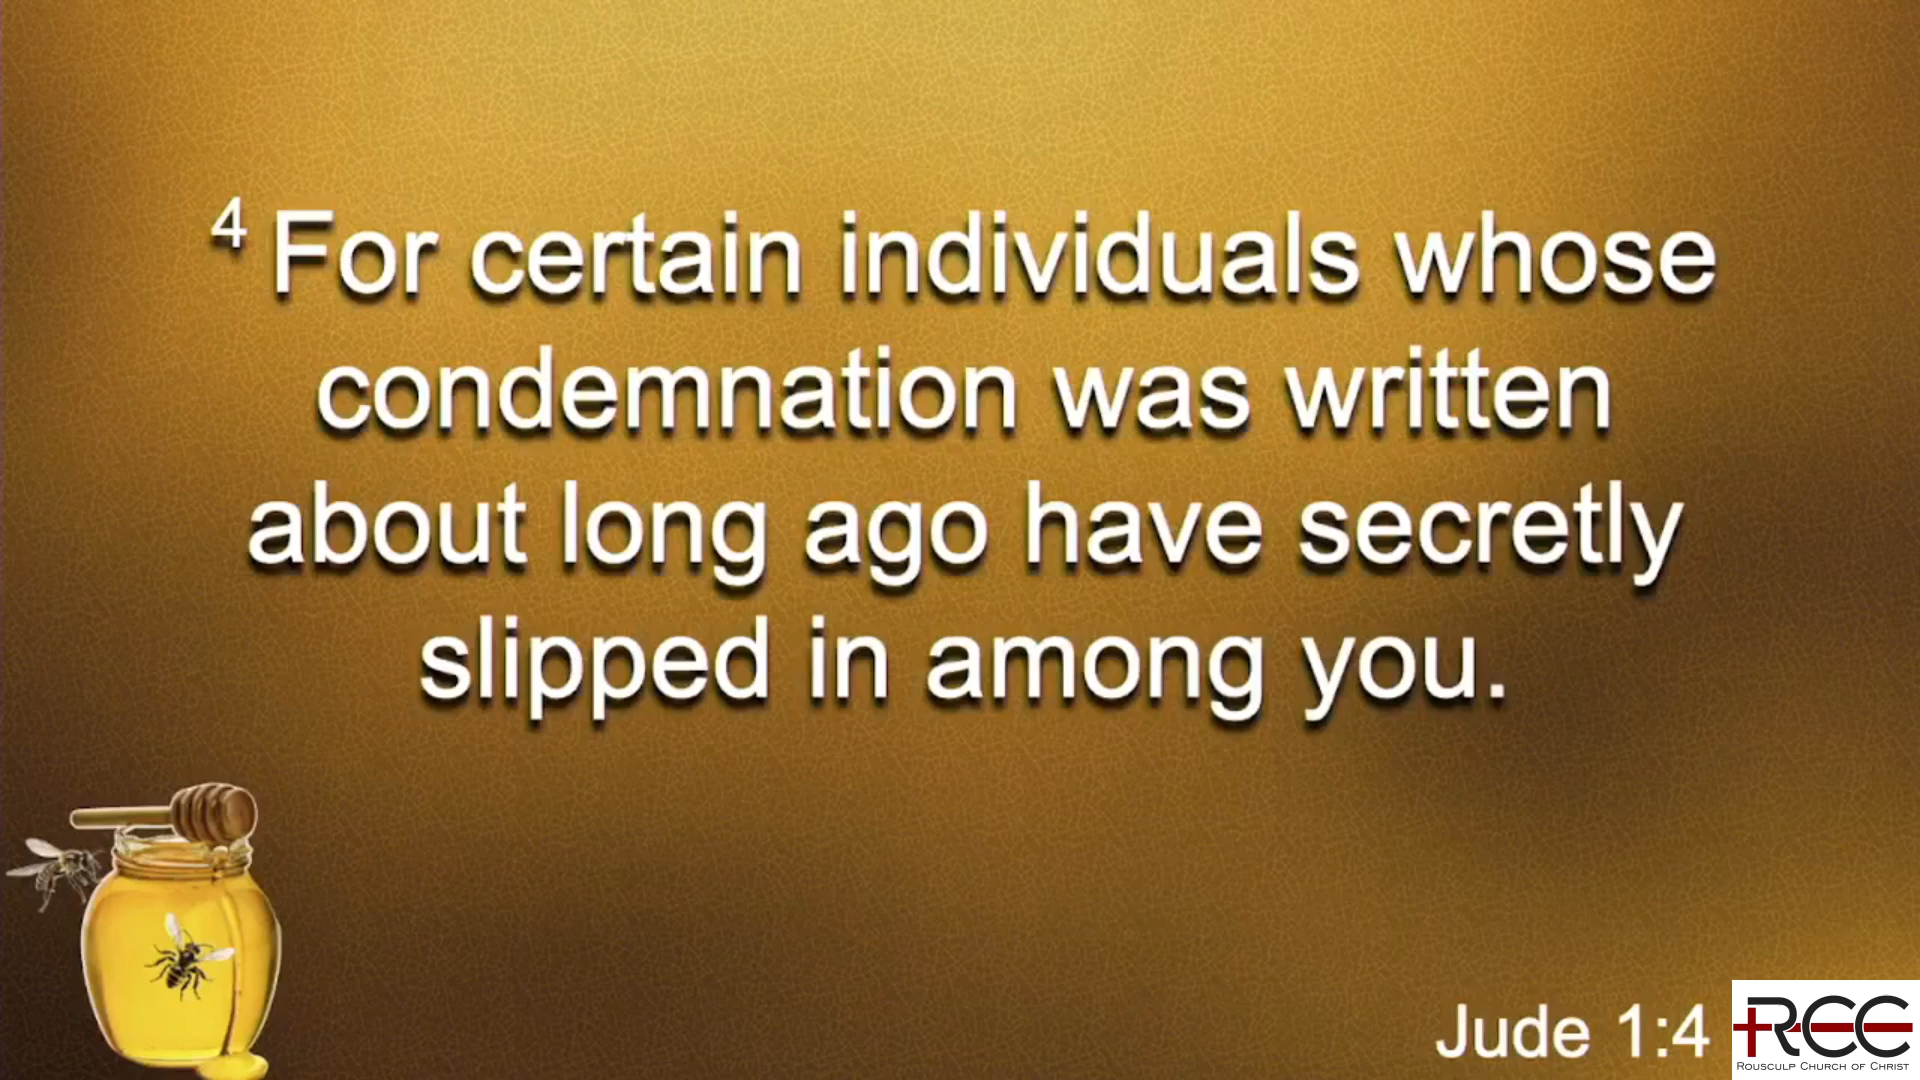 4 For certain individuals whose
condemnation was written
about long ago have secretly
slipped in among you.
Jude 1:4
RCC
ROUSCULP CHURCH OF CHRIST